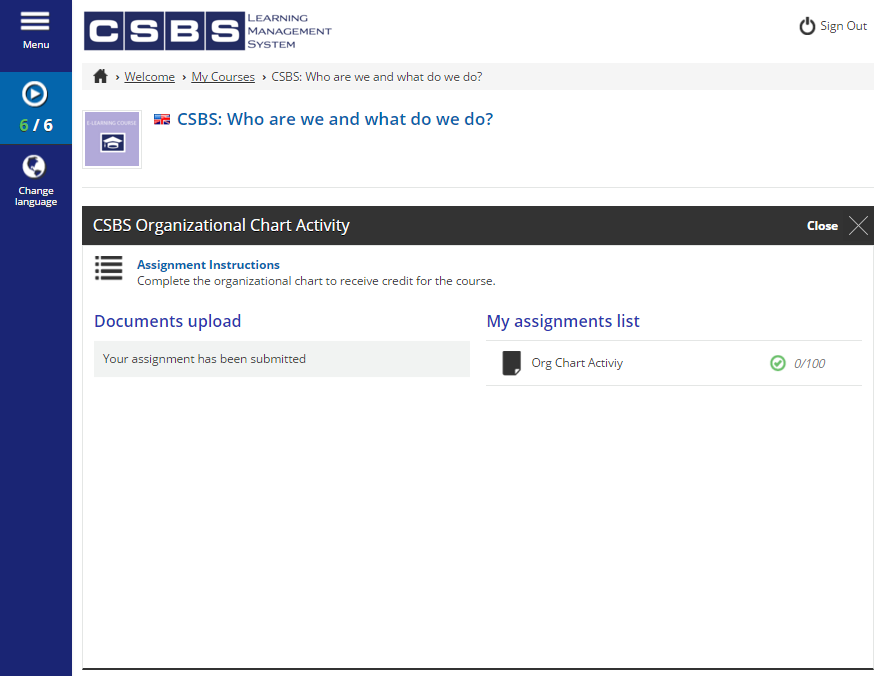 Menu
6 / 6
Change
language
CSBS LEARNING
MANAGEMENT
SYSTEM
Sign Out
› Welcome › My Courses › CSBS: Who are we and what do we do?
E-LEARNING COURSE
CSBS: Who are we and what do we do?
CSBS Organizational Chart Activity
Close
Assignment Instructions
Complete the organizational chart to receive credit for the course.
Documents upload
Your assignment has been submitted
My assignments list
Org Chart Activiy
0/100